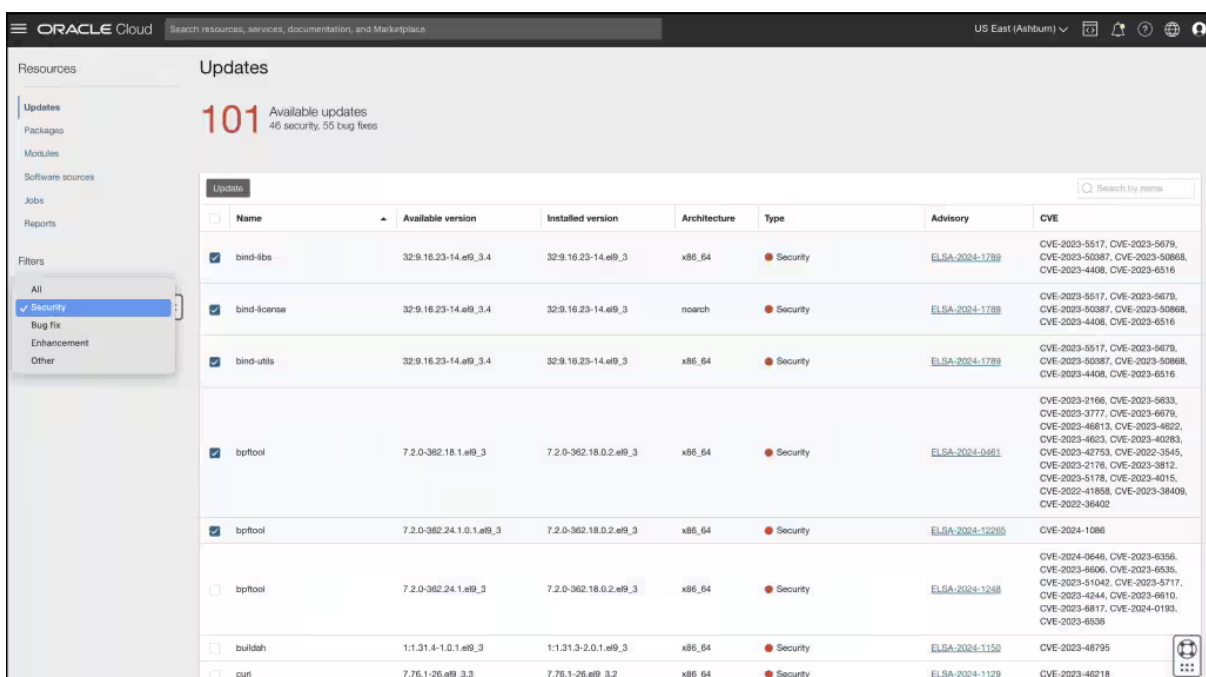 ORACLE Cloud
Search resources, services, documentation, and Marketplace
US East (Ashburn)
Resources
Updates
Packages
Modules
Software sources
Jobs
Reports
Filters
All
Security
Bug fix
Enhancement
Other
Updates
101
Available updates
46 security, 55 bug fixes
Update
Search by name
Name Available version Installed version Architecture Type Advisory CVE
bind-libs 32:9.16.23-14.el9_3.4 32:9.16.23-14.el9_3 x86_64 Security ELSA-2024-1789
CVE-2023-5517, CVE-2023-5679,
CVE-2023-50387, CVE-2023-50868,
CVE-2023-4408, CVE-2023-6516
bind-license 32:9.16.23-14.el9_3.4 32:9.16.23-14.el9_3 noarch Security ELSA-2024-1789
CVE-2023-5517, CVE-2023-5679,
CVE-2023-50387, CVE-2023-50868,
CVE-2023-4408, CVE-2023-6516
bind-utils 32:9.16.23-14.el9_3.4 32:9.16.23-14.el9_3 x86_64 Security ELSA-2024-1789
CVE-2023-5517, CVE-2023-5679,
CVE-2023-50387, CVE-2023-50868,
CVE-2023-4408, CVE-2023-6516
bpftool 7.2.0-362.18.1.el9_3 7.2.0-362.18.0.2.el9_3 x86_64 Security ELSA-2024-0461
CVE-2023-2166, CVE-2023-5633,
CVE-2023-3777, CVE-2023-6679,
CVE-2023-46813, CVE-2023-4622,
CVE-2023-4623, CVE-2023-40283,
CVE-2023-42753, CVE-2022-3545,
CVE-2023-2176, CVE-2023-3812,
CVE-2023-5178, CVE-2023-4015,
CVE-2022-41858, CVE-2023-38409,
CVE-2022-36402
bpftool 7.2.0-362.24.1.0.1.el9_3 7.2.0-362.18.0.2.el9_3 x86_64 Security ELSA-2024-12265 CVE-2024-1086
bpftool 7.2.0-362.24.1.el9_3 7.2.0-362.18.0.2.el9_3 x86_64 Security ELSA-2024-1248
CVE-2024-0646, CVE-2023-6356,
CVE-2023-6606, CVE-2023-6535,
CVE-2023-51042, CVE-2023-5717,
CVE-2023-4244, CVE-2023-6610,
CVE-2023-6817, CVE-2024-0193,
CVE-2023-6536
buildah 1:1.31.4-1.0.1.el9_3 1:1.31.3-2.0.1.el9_3 x86_64 Security ELSA-2024-1150 CVE-2023-48795
curl 7.76.1-26.el9_3.3 7.76.1-26.el9_3.2 x86_64 Security ELSA-2024-1129 CVE-2023-46218